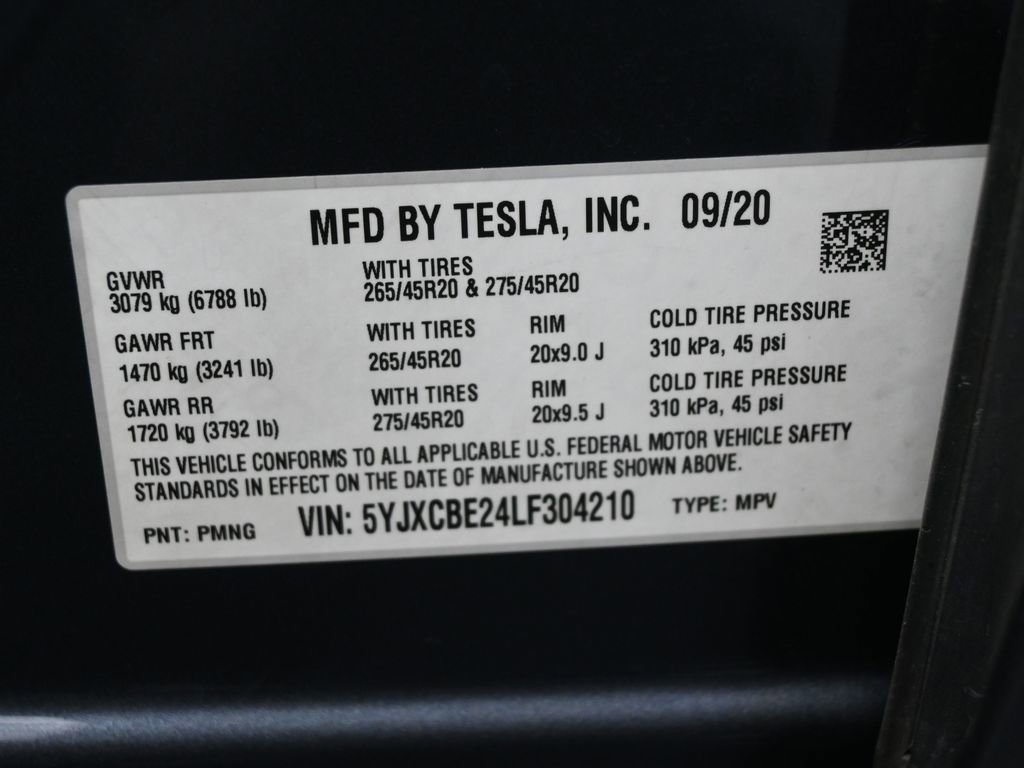 MFD BY TESLA, INC. 09/20
GVWR
3079 kg (6788 lb)
WITH TIRES
265/45R20 & 275/45R20
GAWR FRT
1470 kg (3241 lb)
WITH TIRES
265/45R20
RIM
20x9.0 J
COLD TIRE PRESSURE
310 kPa, 45 psi
GAWR RR
1720 kg (3792 lb)
WITH TIRES
275/45R20
RIM
20x9.5 J
COLD TIRE PRESSURE
310 kPa, 45 psi
THIS VEHICLE CONFORMS TO ALL APPLICABLE U.S. FEDERAL MOTOR VEHICLE SAFETY
STANDARDS IN EFFECT ON THE DATE OF MANUFACTURE SHOWN ABOVE.
PNT: PMNG VIN: 5YJXCBE24LF304210 TYPE: MPV